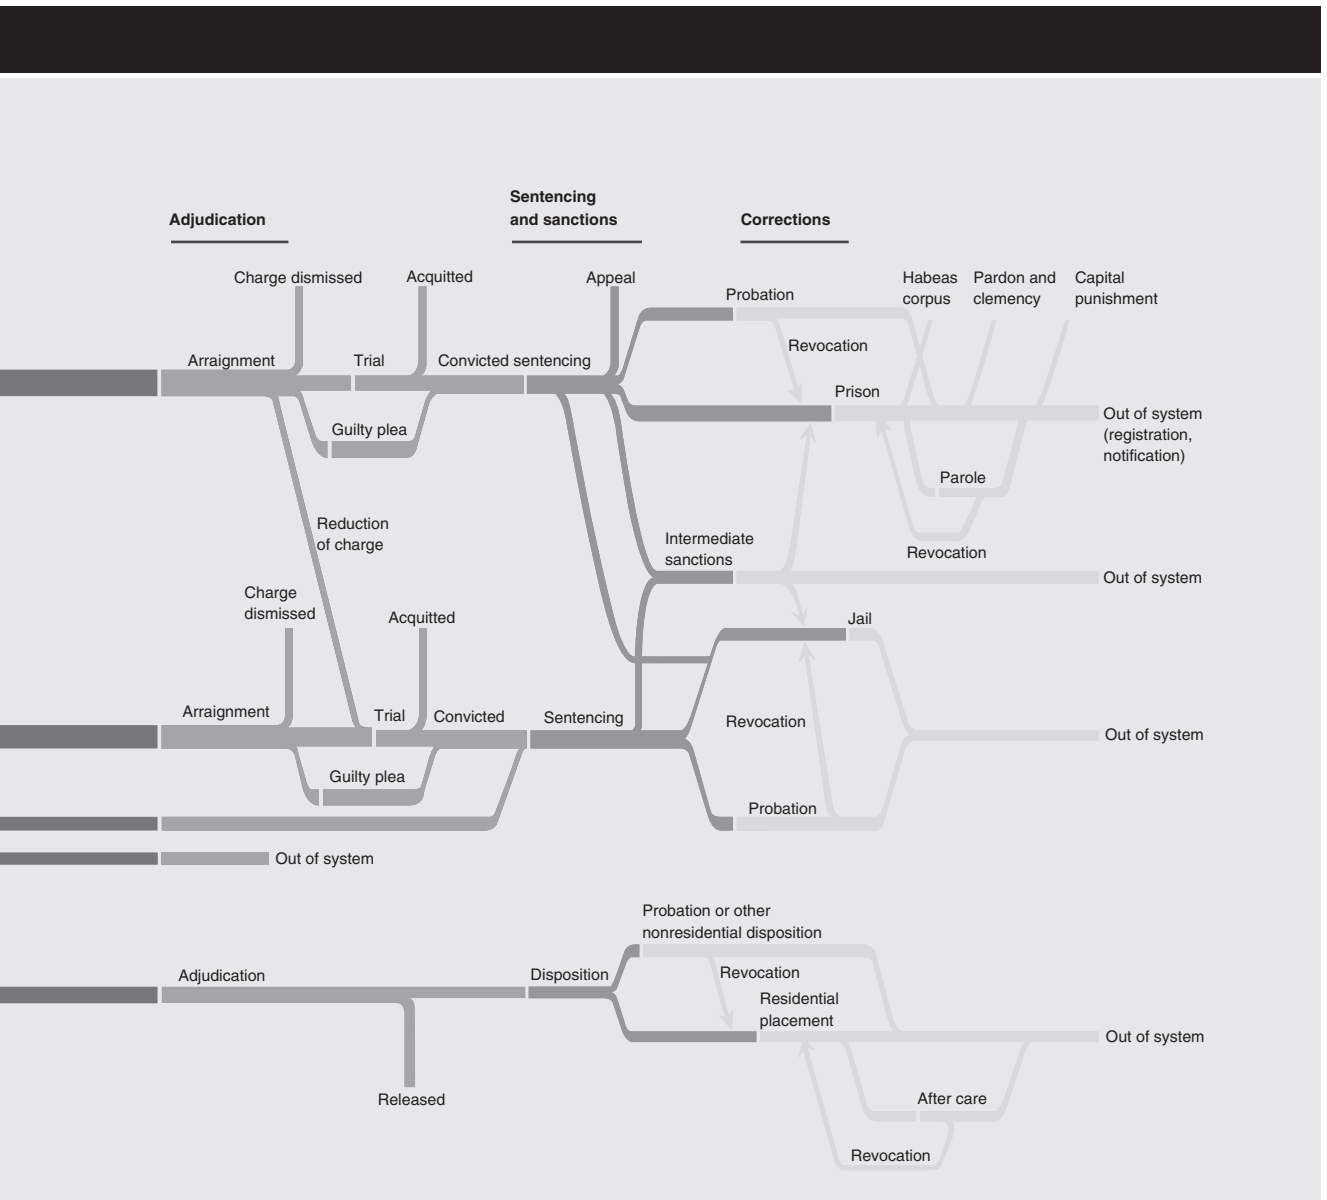 Sentencing
and sanctions
Adjudication
Corrections
Charge dismissed
Acquitted
Appeal
Probation
Habeas
corpus
Pardon and
clemency
Capital
punishment
Arraignment
Trial
Convicted sentencing
Revocation
Prison
Guilty plea
Out of system
(registration,
notification)
Parole
Reduction
of charge
Intermediate
sanctions
Revocation
Out of system
Charge
dismissed
Acquitted
Jail
Arraignment
Trial
Convicted
Sentencing
Revocation
Out of system
Guilty plea
Probation
Out of system
Probation or other
nonresidential disposition
Adjudication
Disposition
Revocation
Residential
placement
Out of system
Released
After care
Revocation